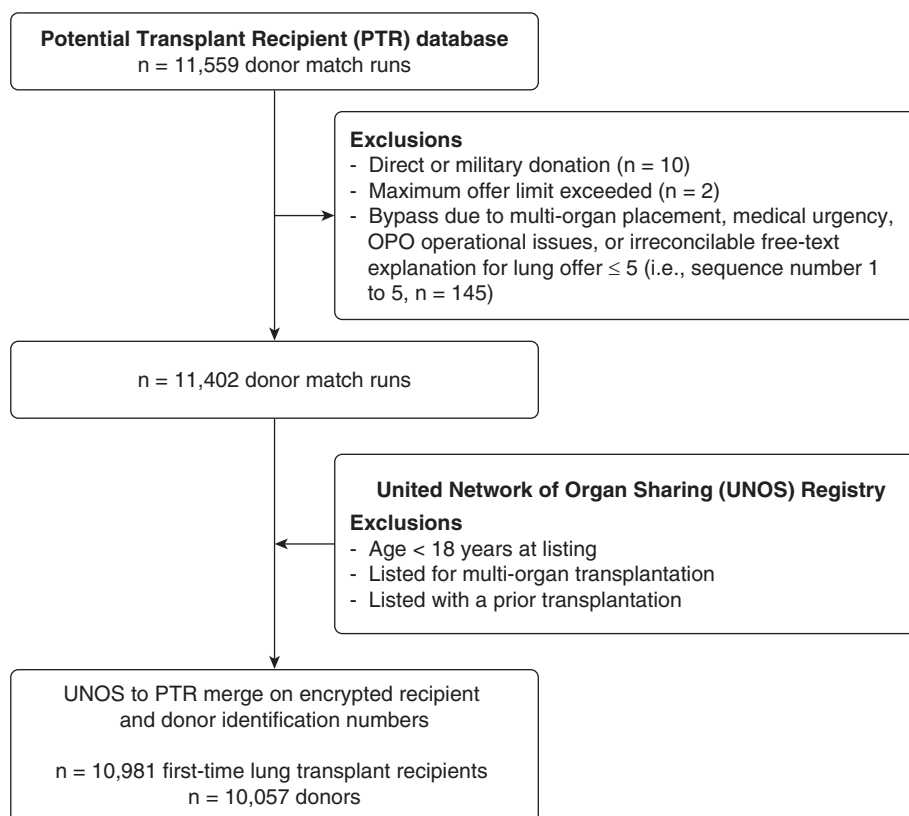 Potential Transplant Recipient (PTR) database
n = 11,559 donor match runs
Exclusions
- Direct or military donation (n = 10)
- Maximum offer limit exceeded (n = 2)
- Bypass due to multi-organ placement, medical urgency,
OPO operational issues, or irreconcilable free-text
explanation for lung offer ≤ 5 (i.e., sequence number 1
to 5, n = 145)
n = 11,402 donor match runs
United Network of Organ Sharing (UNOS) Registry
Exclusions
- Age < 18 years at listing
- Listed for multi-organ transplantation
- Listed with a prior transplantation
UNOS to PTR merge on encrypted recipient
and donor identification numbers
n = 10,981 first-time lung transplant recipients
n = 10,057 donors